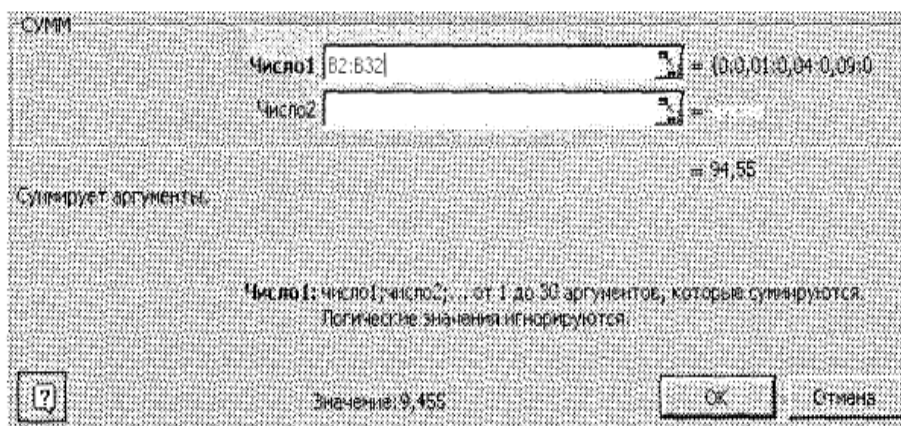 СУММ
Число1 B2:B32 = {0:0,01:0,04:0,09:0
Число2 =
= 94,55
Суммирует аргументы.
Число1: число1;число2;... от 1 до 30 аргументов, которые суммируются.
Логические значения игнорируются.
Значение:9,455 OK Отмена